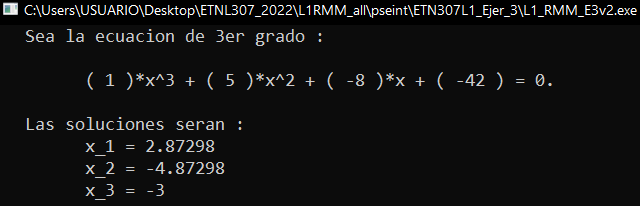 C:\Users\USUARIO\Desktop\ETNL307_2022\L1RMM_all\pseint\ETN307L1_Ejer_3\L1_RMM_E3v2.exe
Sea la ecuacion de 3er grado :
( 1 )*x^3 + ( 5 )*x^2 + ( -8 )*x + ( -42 ) = 0.
Las soluciones seran :
x_1 = 2.87298
x_2 = -4.87298
x_3 = -3